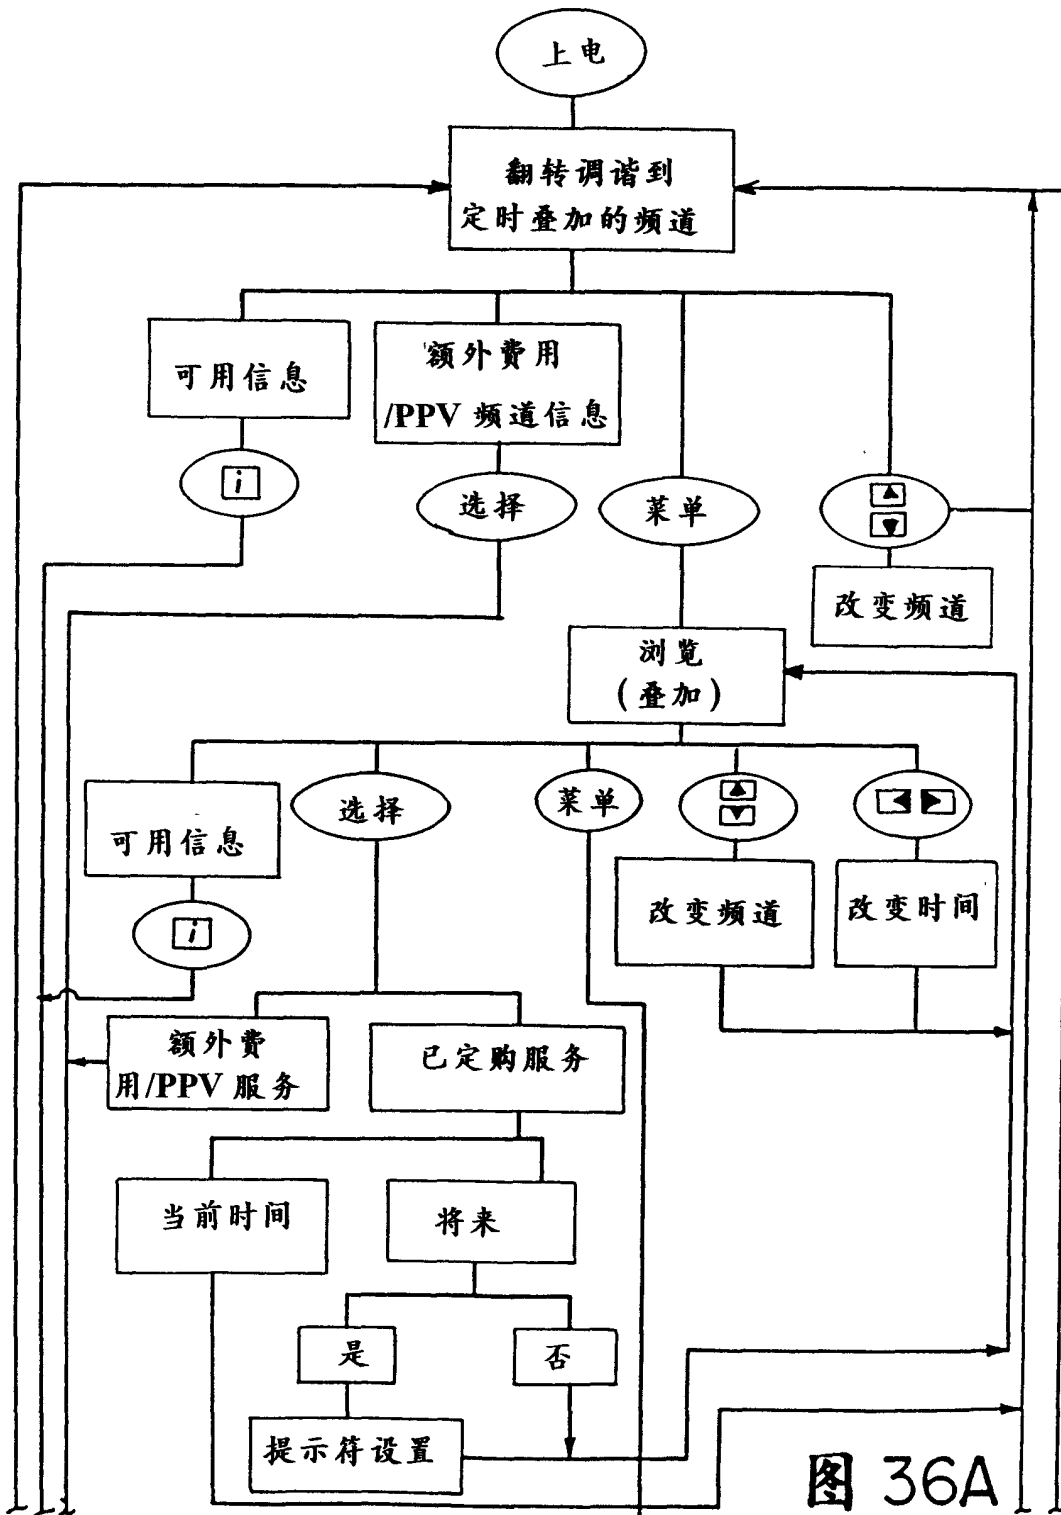 上电
翻转调谐到
定时叠加的频道
可用信息
额外费用
/PPV 频道信息
i
选择
菜单
改变频道
浏览
(叠加)
可用信息
选择
菜单
改变频道
改变时间
i
额外费
用/PPV 服务
已定购服务
当前时间
将来
是
否
提示符设置
图 36A